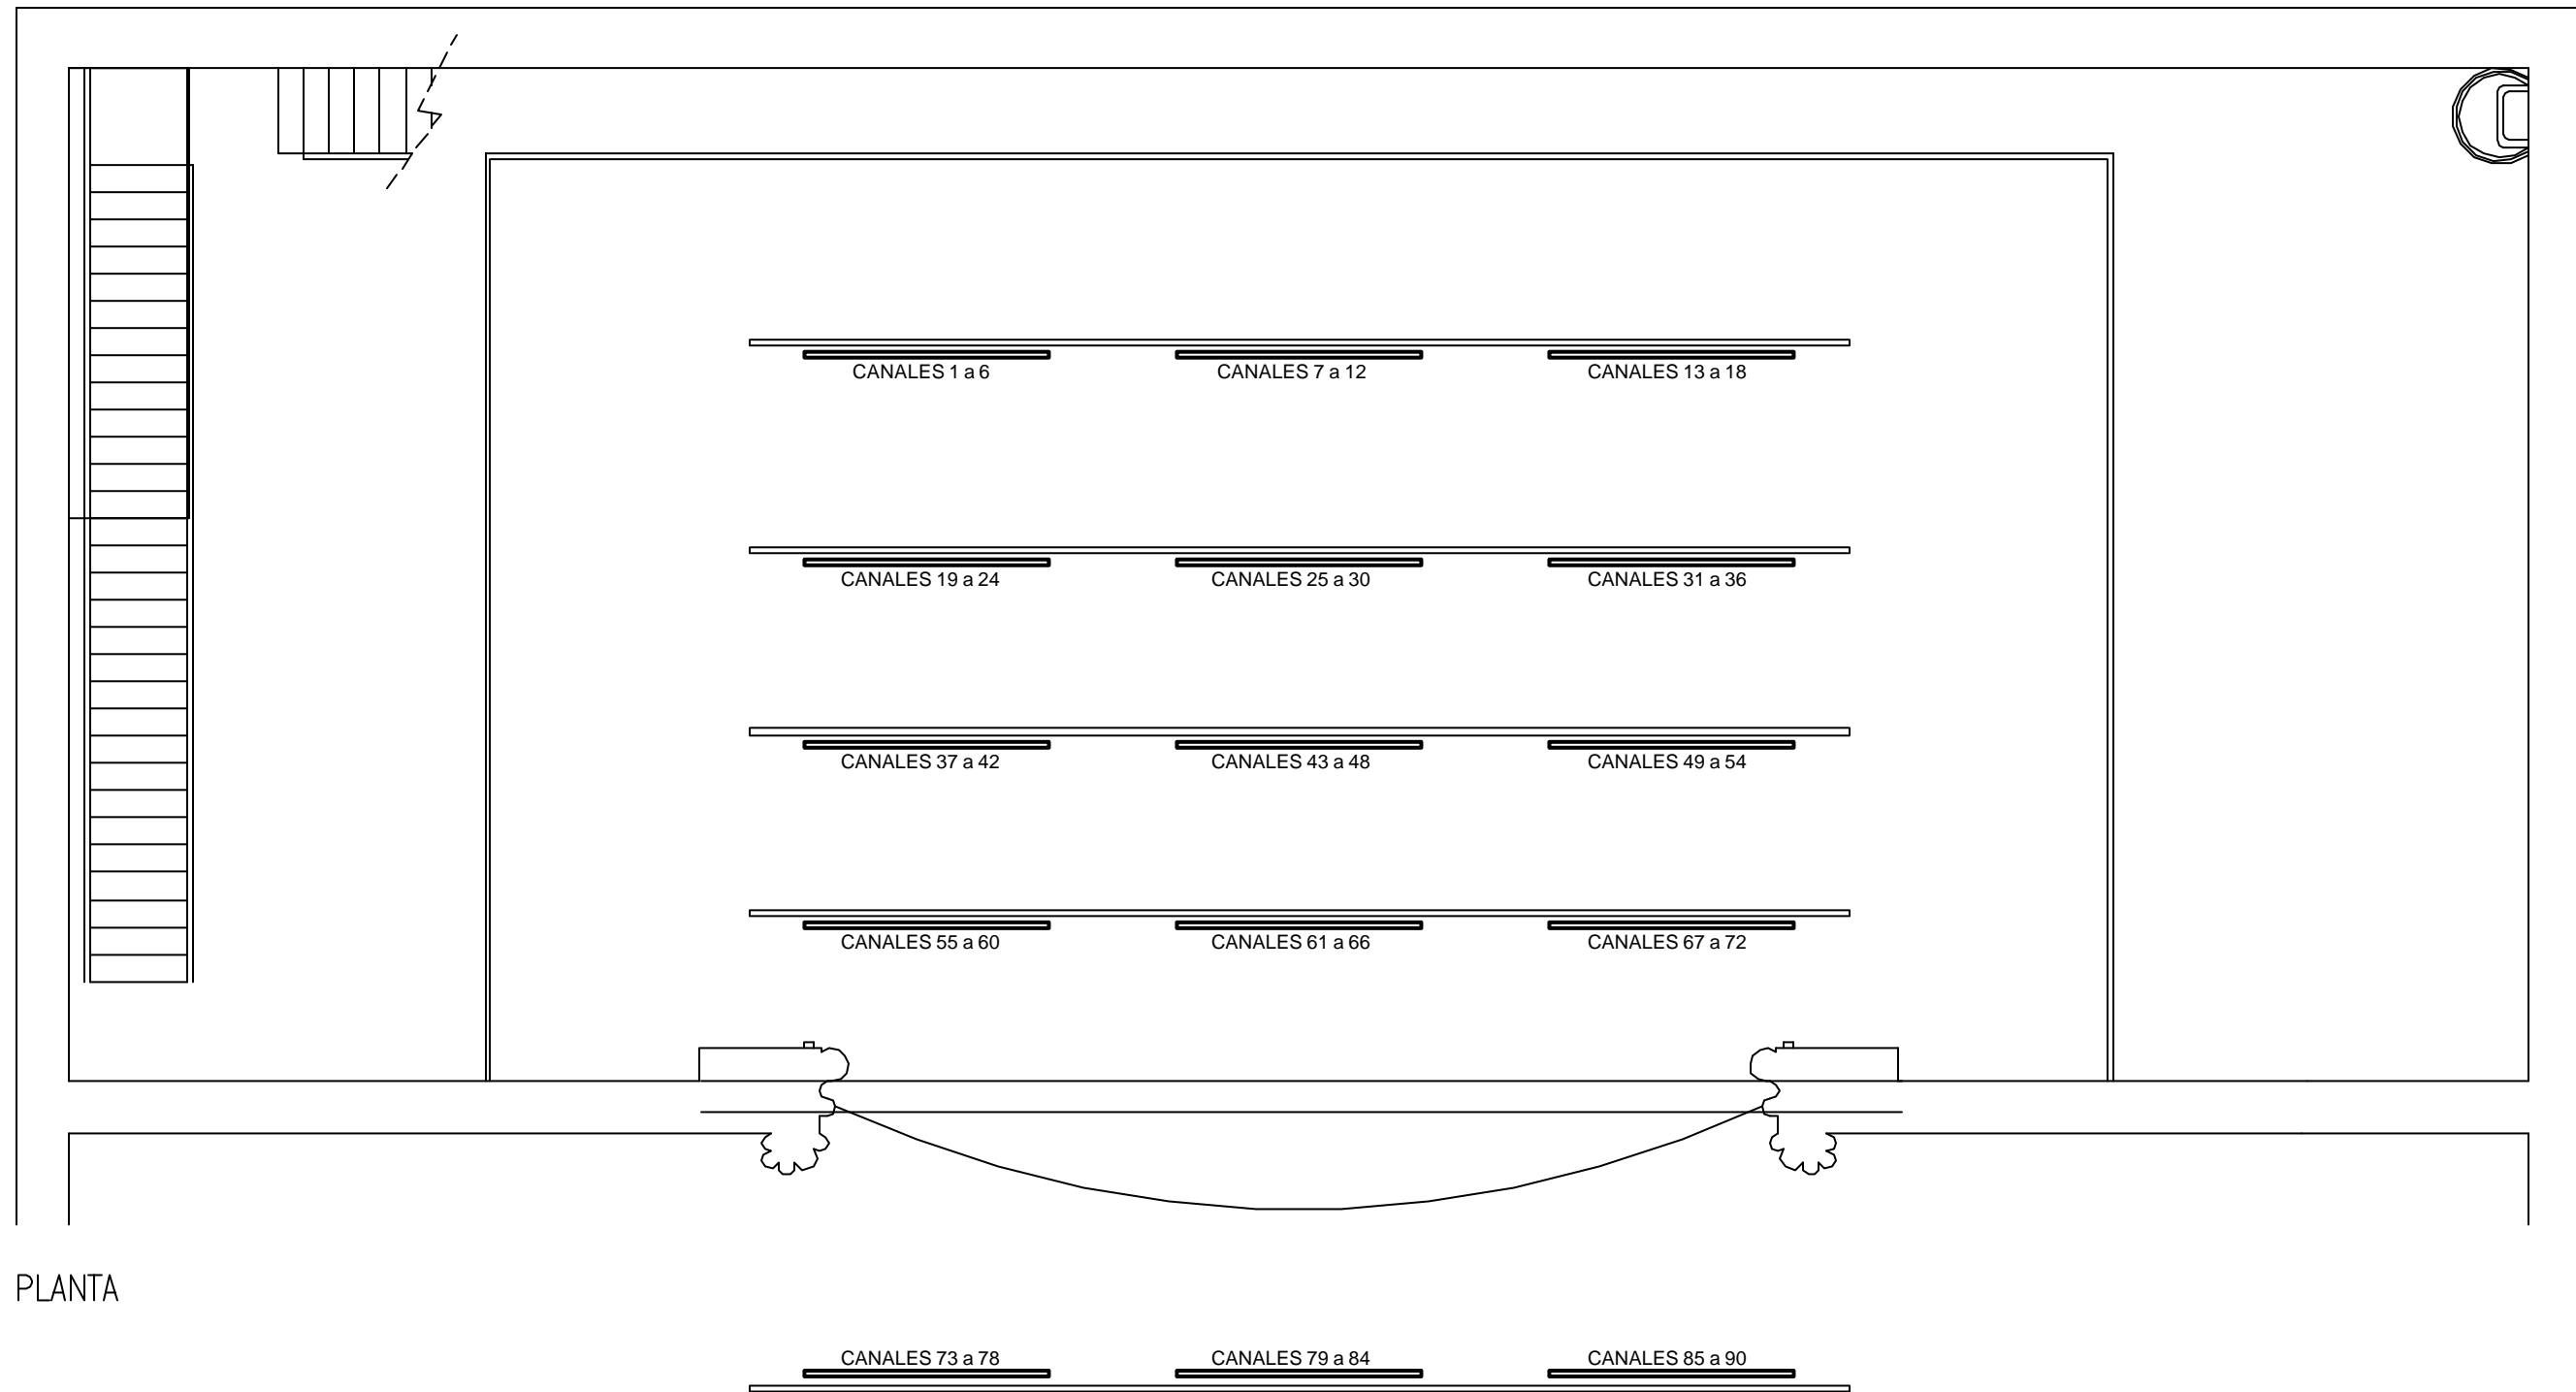 CANALES 1 a 6
CANALES 7 a 12
CANALES 13 a 18
CANALES 19 a 24
CANALES 25 a 30
CANALES 31 a 36
CANALES 37 a 42
CANALES 43 a 48
CANALES 49 a 54
CANALES 55 a 60
CANALES 61 a 66
CANALES 67 a 72
PLANTA
CANALES 73 a 78
CANALES 79 a 84
CANALES 85 a 90